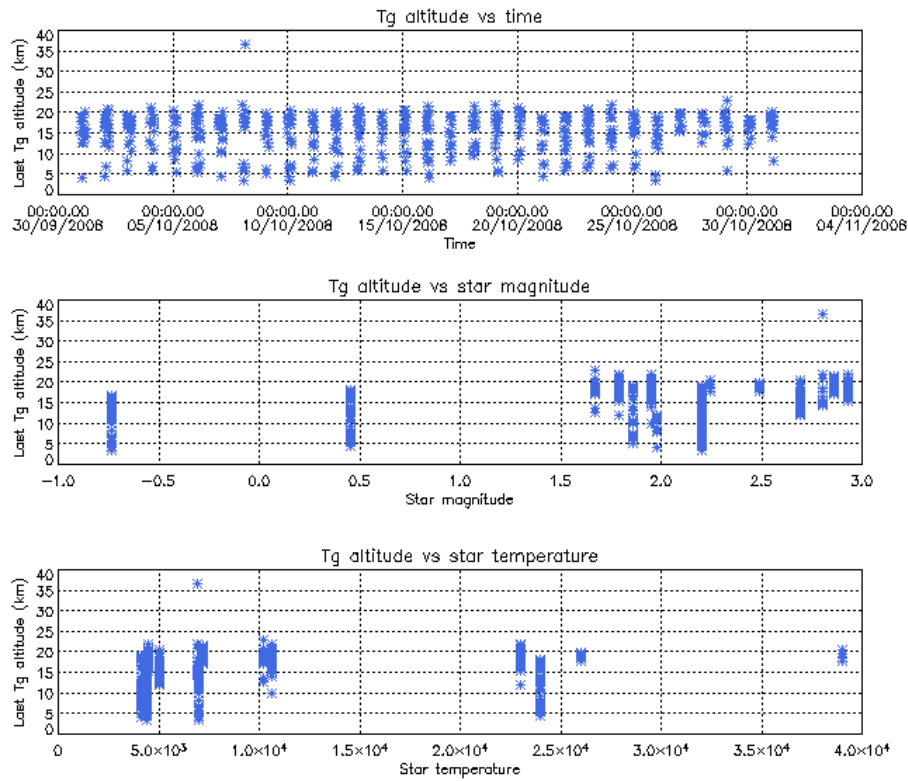 Tg altitude vs time
Last Tg altitude (km)
40
35
30
25
20
15
10
5
0
00:00.00 00:00.00 00:00.00 00:00.00 00:00.00 00:00.00 00:00.00 00:00.00
30/09/2008 05/10/2008 10/10/2008 15/10/2008 20/10/2008 25/10/2008 30/10/2008 04/11/2008
Time
Tg altitude vs star magnitude
Last Tg altitude (km)
40
35
30
25
20
15
10
5
0
-1.0 -0.5 0.0 0.5 1.0 1.5 2.0 2.5 3.0
Star magnitude
Tg altitude vs star temperature
Last Tg altitude (km)
40
35
30
25
20
15
10
5
0
0 5.0×10³ 1.0×10⁴ 1.5×10⁴ 2.0×10⁴ 2.5×10⁴ 3.0×10⁴ 3.5×10⁴ 4.0×10⁴
Star temperature